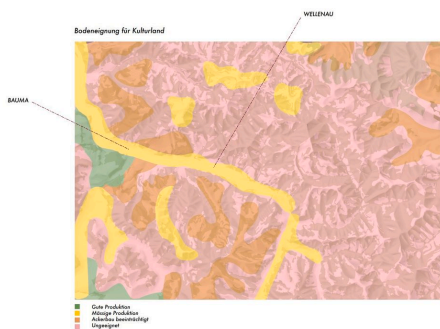 WELLENAU
Bodeneignung für Kulturland
BAUMA
Gute Produktion
Mässige Produktion
Ackerbau beeinträchtigt
Ungeeignet